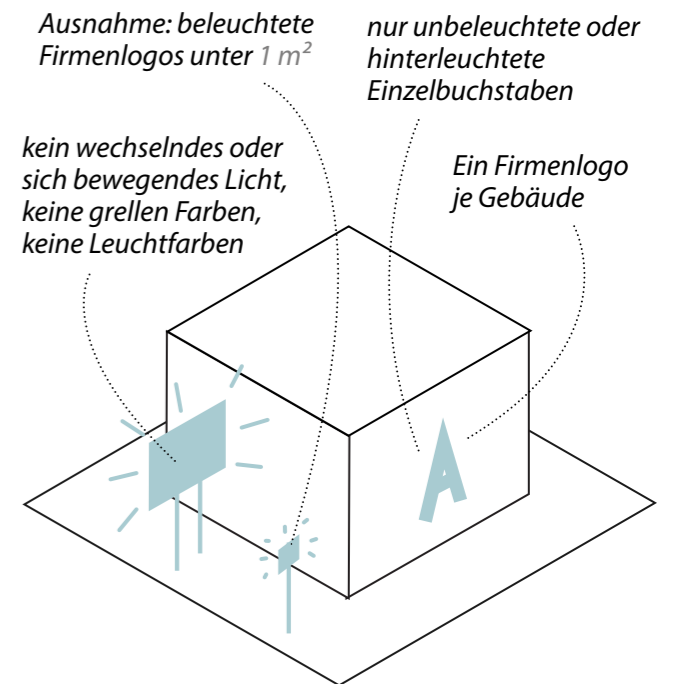 Ausnahme: beleuchtete
Firmenlogos unter 1 m²
nur unbeleuchtete oder
hinterleuchtete
Einzelbuchstaben
kein wechselndes oder
sich bewegendes Licht,
keine grellen Farben,
keine Leuchtfarben
Ein Firmenlogo
je Gebäude
A